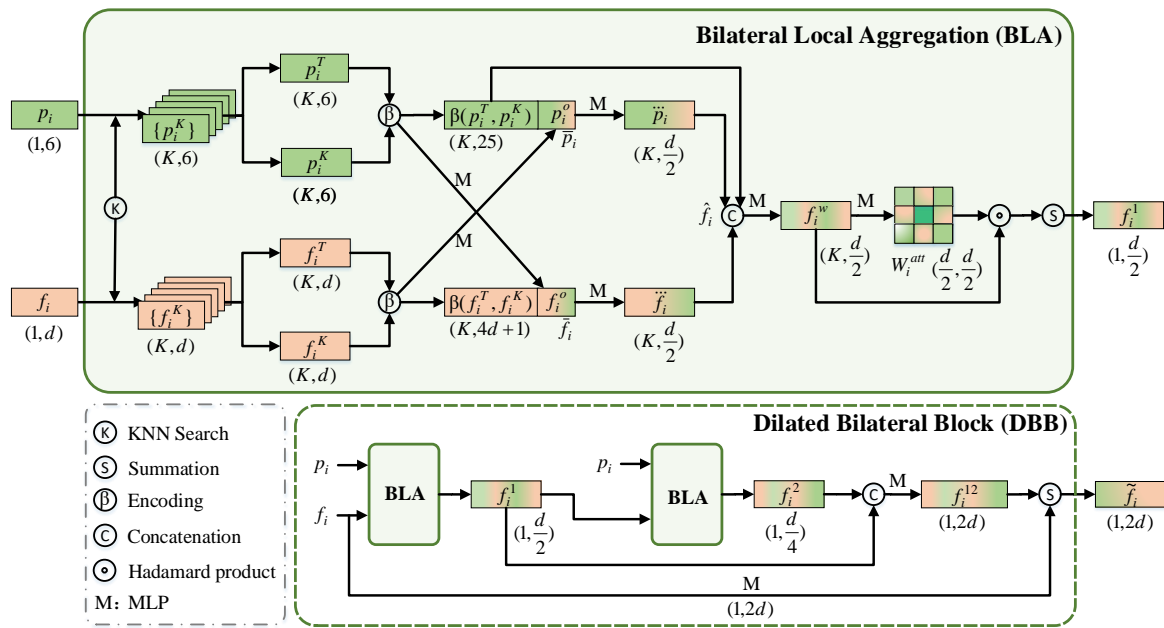 Bilateral Local Aggregation (BLA)
p_i
(1,6)
{p_i^K}
(K,6)
p_i^T
(K,6)
p_i^K
(K,6)
β
β(p_i^T, p_i^K) p_i^o
(K,25)
p̄_i
M
p⃛_i
(K, d/2)
K
M
M
f̂_i
C
M
f_i^w
(K, d/2)
M
W_i^att (d/2, d/2)
S
f_i^1
(1, d/2)
f_i
(1,d)
{f_i^K}
(K,d)
f_i^T
(K,d)
f_i^K
(K,d)
β
β(f_i^T, f_i^K) f_i^o
(K,4d+1)
f̄_i
M
f⃛_i
(K, d/2)
K KNN Search
S Summation
β Encoding
C Concatenation
Hadamard product
M: MLP
Dilated Bilateral Block (DBB)
p_i
f_i
BLA
f_i^1
(1, d/2)
p_i
BLA
f_i^2
(1, d/4)
C
M
f_i^12
(1,2d)
S
f̃_i
(1,2d)
M
(1,2d)